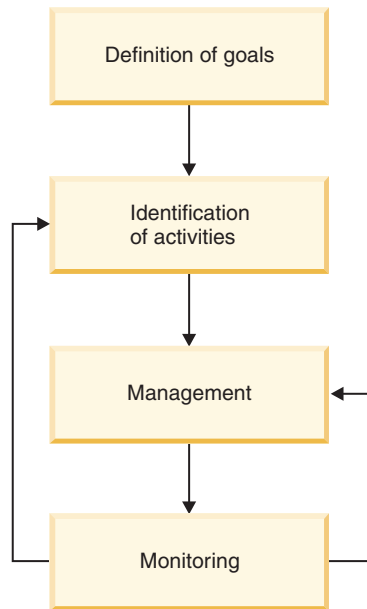 Definition of goals
Identification
of activities
Management
Monitoring